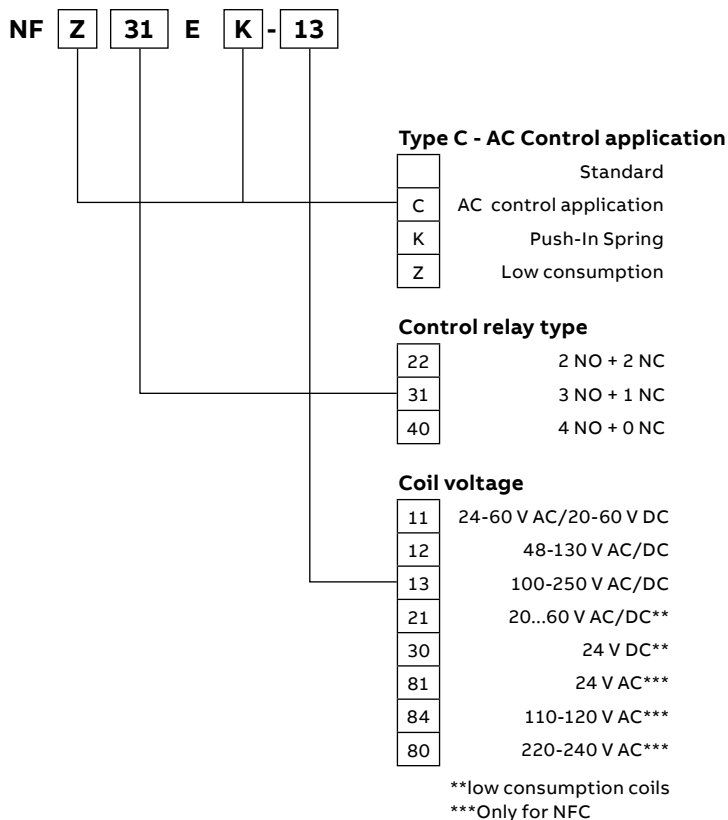 NF Z 31 E K - 13
Type C - AC Control application
Standard
C AC control application
K Push-In Spring
Z Low consumption
Control relay type
22 2 NO + 2 NC
31 3 NO + 1 NC
40 4 NO + 0 NC
Coil voltage
11 24-60 V AC/20-60 V DC
12 48-130 V AC/DC
13 100-250 V AC/DC
21 20...60 V AC/DC**
30 24 V DC**
81 24 V AC***
84 110-120 V AC***
80 220-240 V AC***
**low consumption coils
***Only for NFC